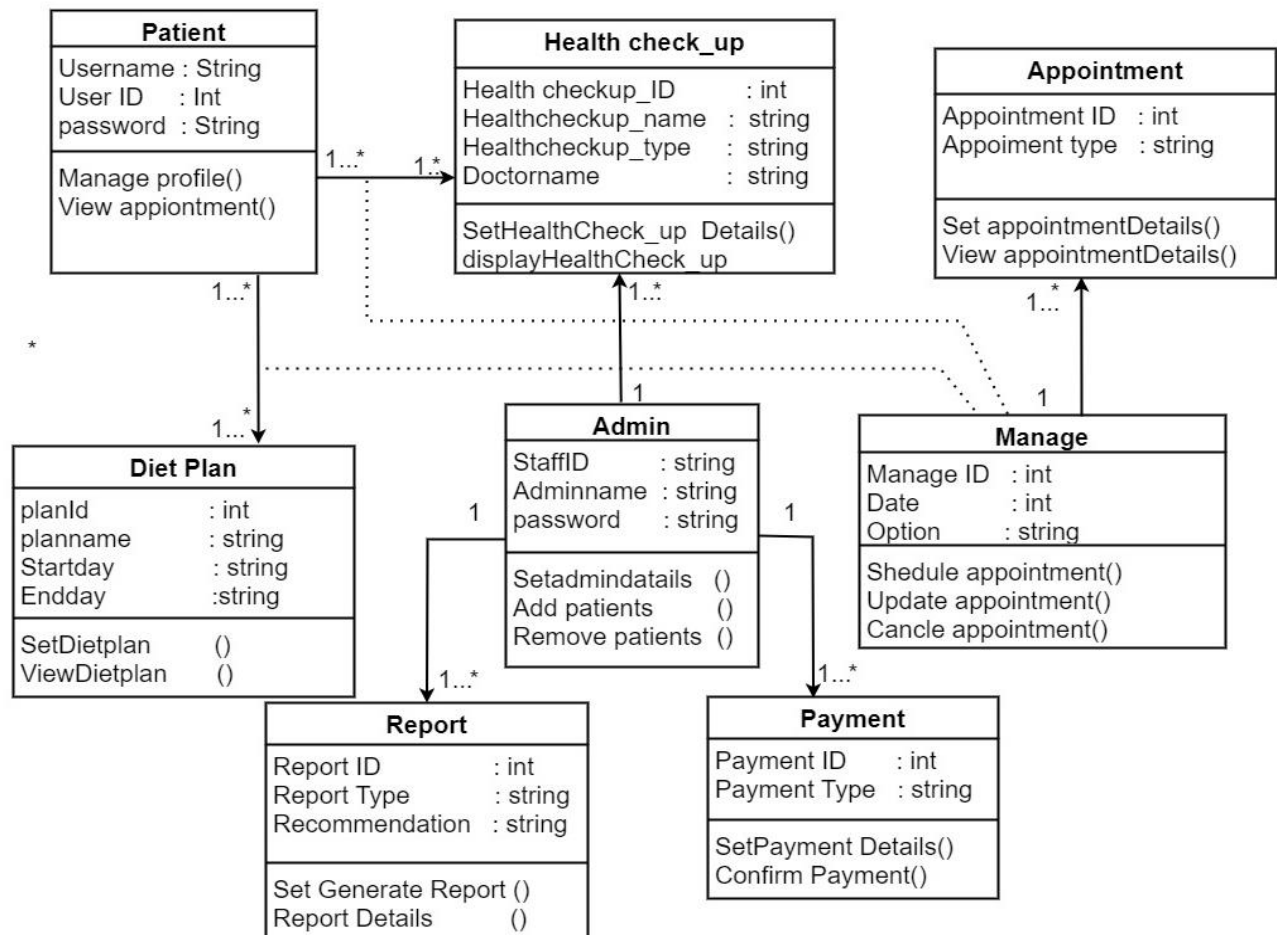 Patient
Username : String
User ID : Int
password : String
Manage profile()
View appiontment()
Health check_up
Health checkup_ID : int
Healthcheckup_name : string
Healthcheckup_type : string
Doctorname : string
SetHealthCheck_up Details()
displayHealthCheck_up
Appointment
Appointment ID : int
Appoiment type : string
Set appointmentDetails()
View appointmentDetails()
1...*
1..*
1...*
1...*
1...*
*
1...*
1
1
Diet Plan
planId : int
planname : string
Startday : string
Endday :string
SetDietplan ()
ViewDietplan ()
Admin
StaffID : string
Adminname : string
password : string
Setadmindatails ()
Add patients ()
Remove patients ()
Manage
Manage ID : int
Date : int
Option : string
Shedule appointment()
Update appointment()
Cancle appointment()
1
1
1...*
1...*
Report
Report ID : int
Report Type : string
Recommendation : string
Set Generate Report ()
Report Details ()
Payment
Payment ID : int
Payment Type : string
SetPayment Details()
Confirm Payment()